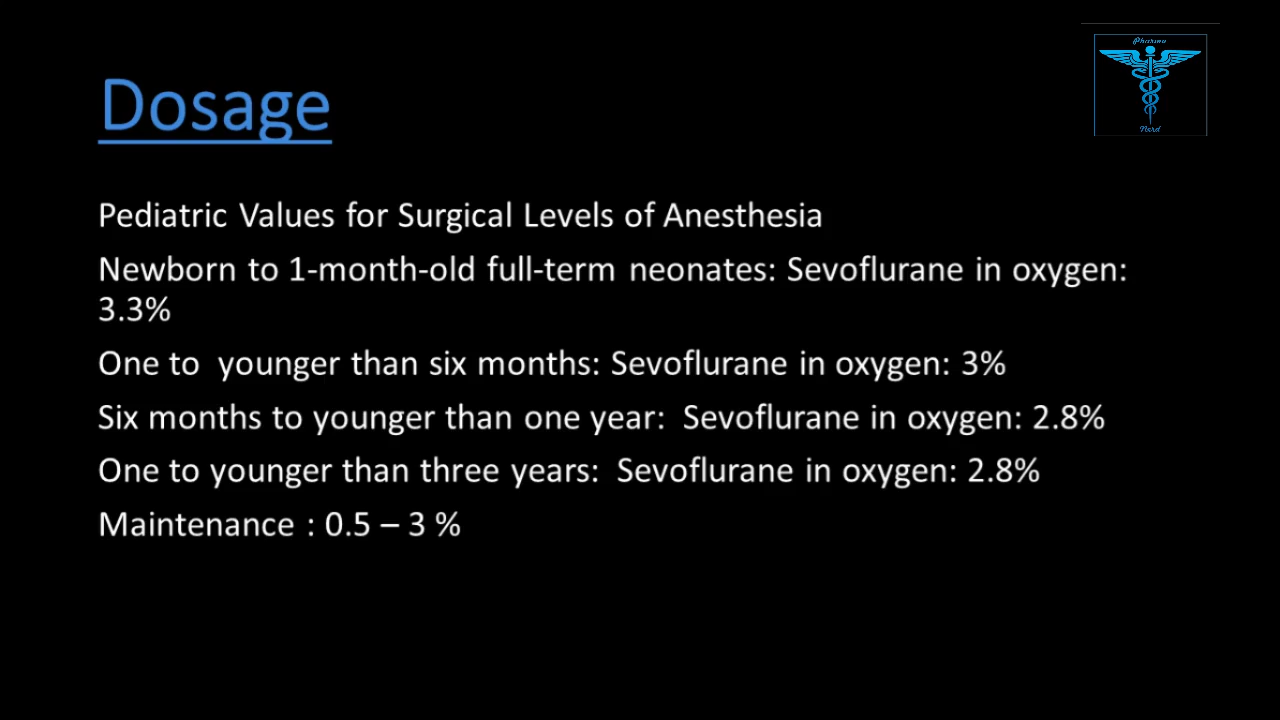 Pharma
Nerd
Dosage
Pediatric Values for Surgical Levels of Anesthesia
Newborn to 1-month-old full-term neonates: Sevoflurane in oxygen:
3.3%
One to  younger than six months: Sevoflurane in oxygen: 3%
Six months to younger than one year:  Sevoflurane in oxygen: 2.8%
One to younger than three years:  Sevoflurane in oxygen: 2.8%
Maintenance : 0.5 – 3 %